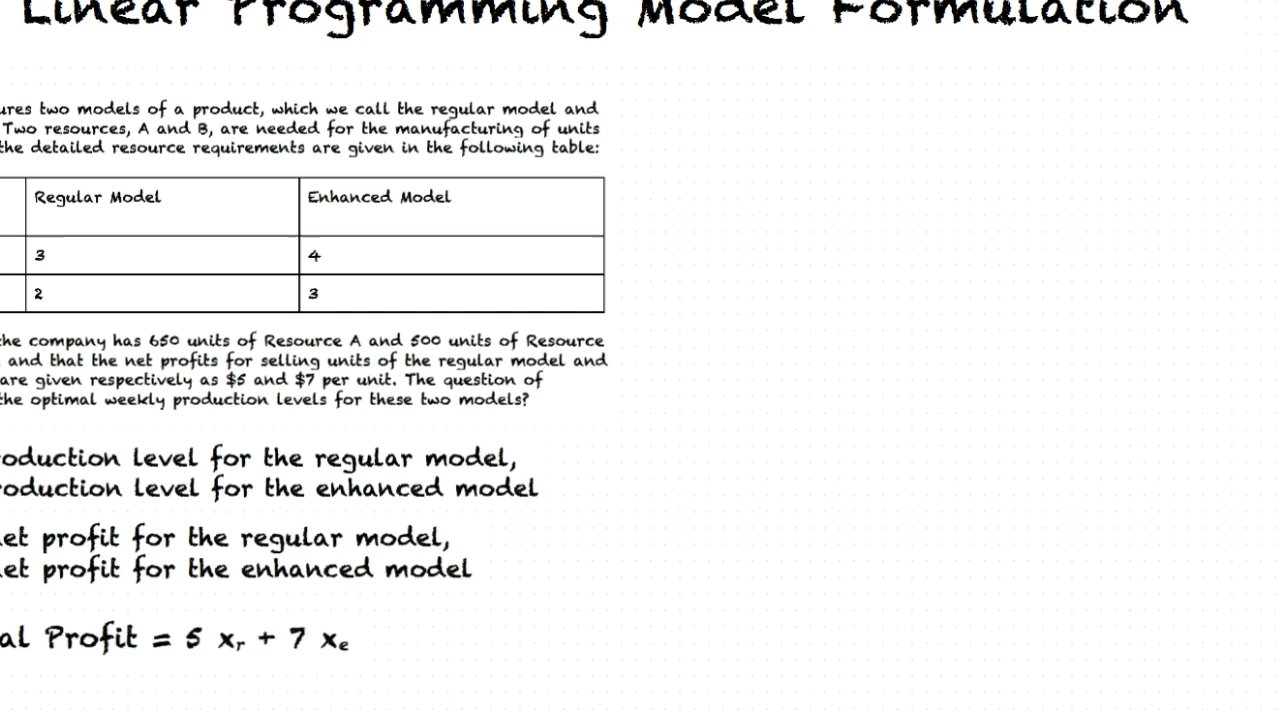 Linear Programming Model Formulation
ures two models of a product, which we call the regular model and
Two resources, A and B, are needed for the manufacturing of units
the detailed resource requirements are given in the following table:
Regular Model Enhanced Model
3 4
2 3
the company has 650 units of Resource A and 500 units of Resource
and that the net profits for selling units of the regular model and
are given respectively as $5 and $7 per unit. The question of
the optimal weekly production levels for these two models?
oduction level for the regular model,
roduction level for the enhanced model
et profit for the regular model,
et profit for the enhanced model
al Profit = 5 xᵣ + 7 xₑ